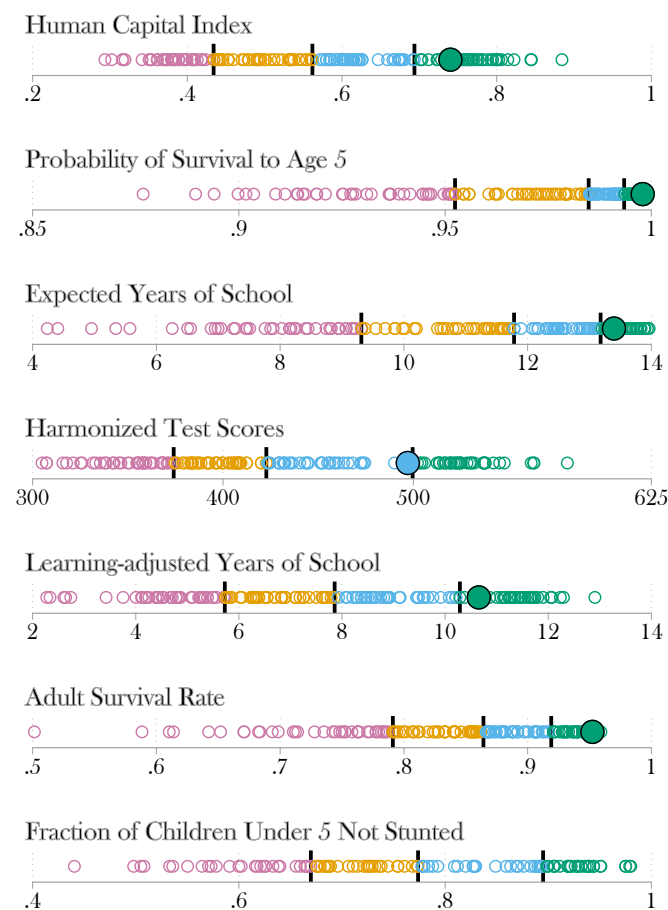 Human Capital Index
.2 .4 .6 .8 1
Probability of Survival to Age 5
.85 .9 .95 1
Expected Years of School
4 6 8 10 12 14
Harmonized Test Scores
300 400 500 625
Learning-adjusted Years of School
2 4 6 8 10 12 14
Adult Survival Rate
.5 .6 .7 .8 .9 1
Fraction of Children Under 5 Not Stunted
.4 .6 .8 1